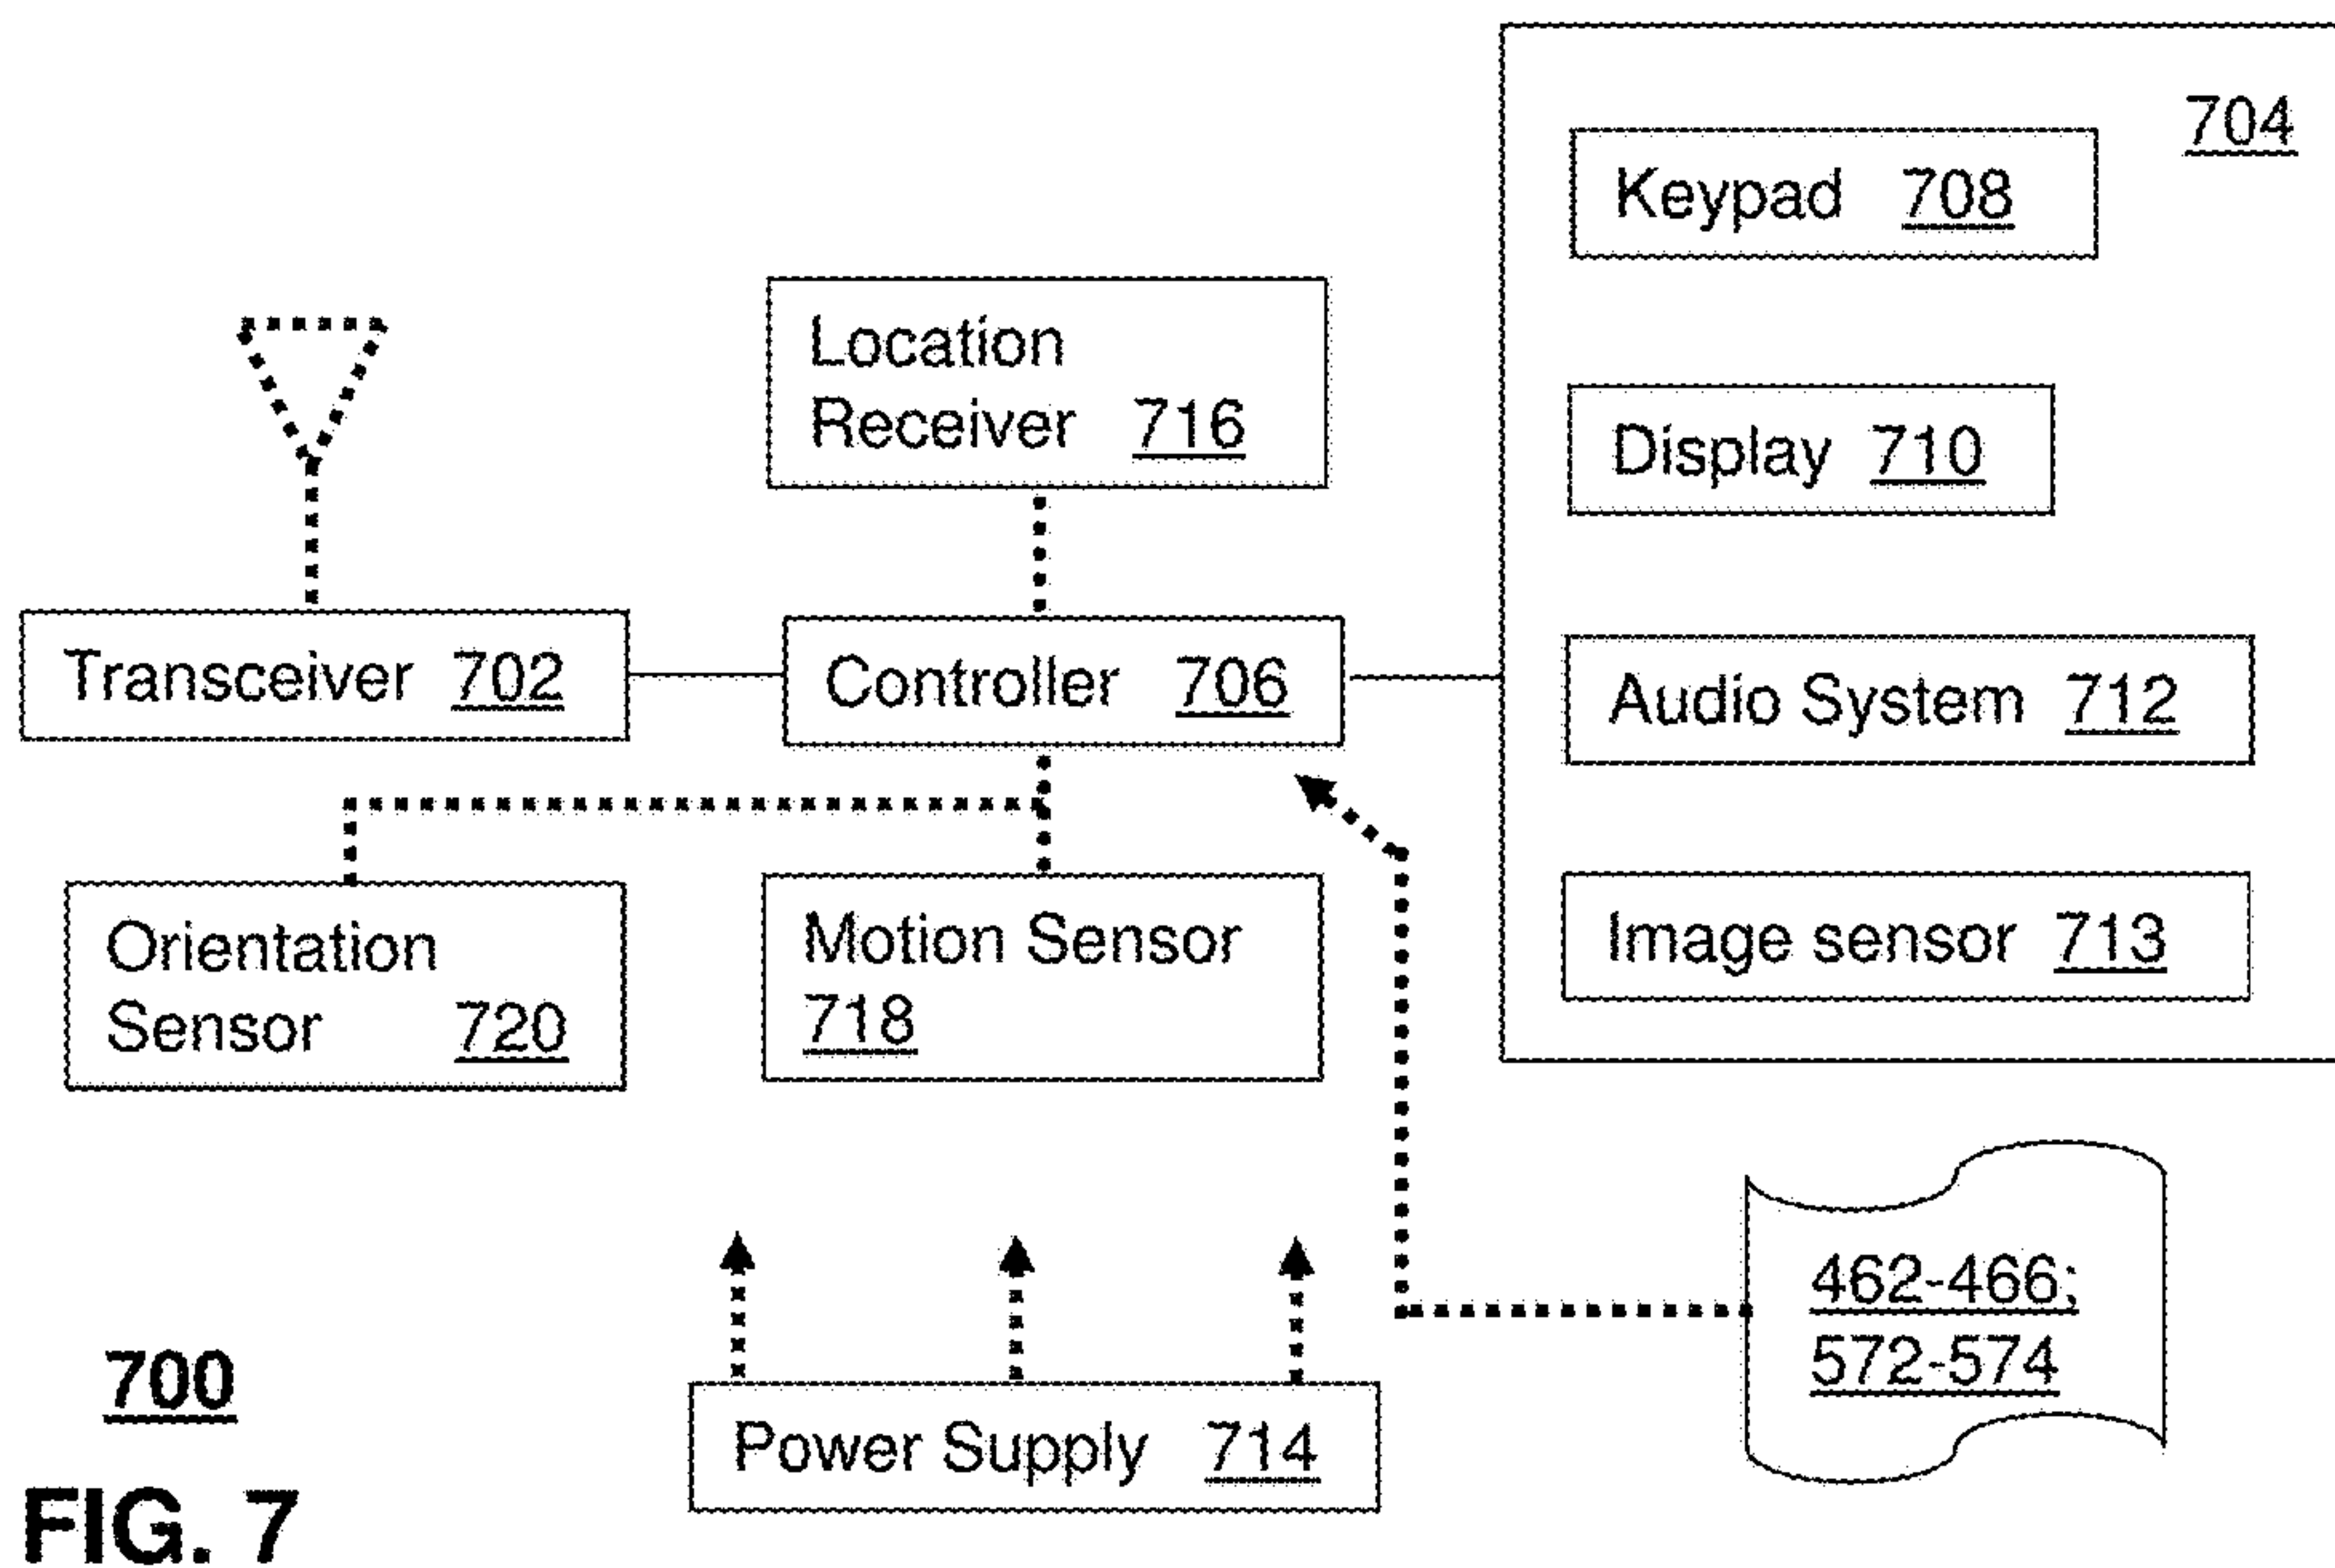 704
Keypad 708
Location
Receiver 716
Display 710
Transceiver 702
Controller 706
Audio System 712
Orientation
Sensor 720
Motion Sensor
718
Image sensor 713
462-466;
572-574
700
Power Supply 714
FIG. 7